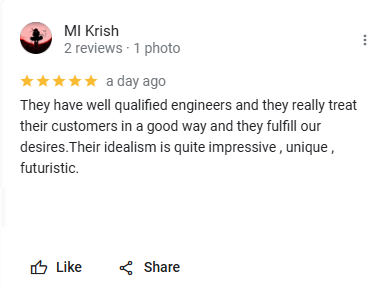 MI Krish
2 reviews · 1 photo
a day ago
They have well qualified engineers and they really treat
their customers in a good way and they fulfill our
desires.Their idealism is quite impressive , unique ,
futuristic.
Like
Share